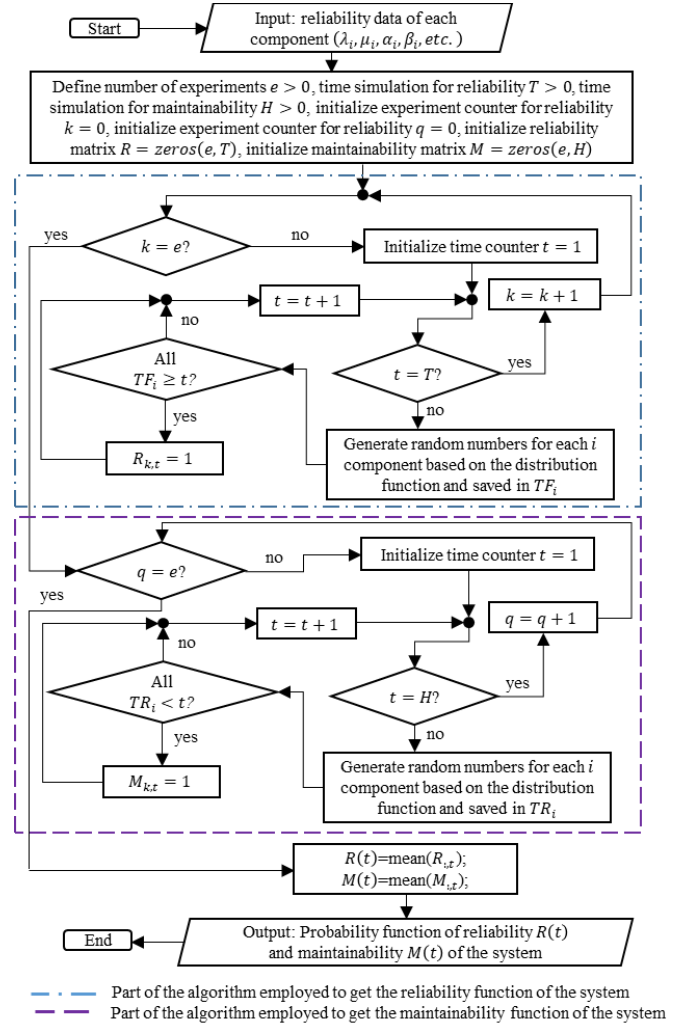 Start
Input: reliability data of each
component (λᵢ, μᵢ, αᵢ, βᵢ, etc. )
Define number of experiments e > 0, time simulation for reliability T > 0, time
simulation for maintainability H > 0, initialize experiment counter for reliability
k = 0, initialize experiment counter for reliability q = 0, initialize reliability
matrix R = zeros(e, T), initialize maintainability matrix M = zeros(e, H)
yes
k = e?
no
Initialize time counter t = 1
t = t + 1
k = k + 1
no
All
TFᵢ ≥ t?
t = T?
yes
yes
no
R_{k,t} = 1
Generate random numbers for each i
component based on the distribution
function and saved in TFᵢ
q = e?
no
Initialize time counter t = 1
yes
t = t + 1
q = q + 1
no
All
TRᵢ < t?
t = H?
yes
yes
no
M_{k,t} = 1
Generate random numbers for each i
component based on the distribution
function and saved in TRᵢ
R(t)=mean(R_{:,t});
M(t)=mean(M_{:,t});
Output: Probability function of reliability R(t)
and maintainability M(t) of the system
End
Part of the algorithm employed to get the reliability function of the system
Part of the algorithm employed to get the maintainability function of the system